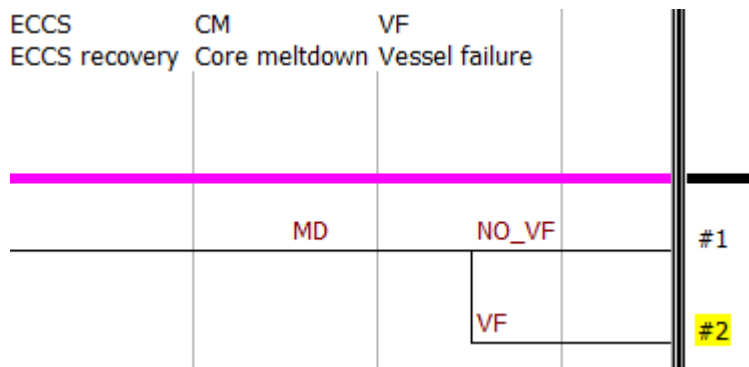 ECCS CM VF
ECCS recovery Core meltdown Vessel failure
MD NO_VF #1
VF #2